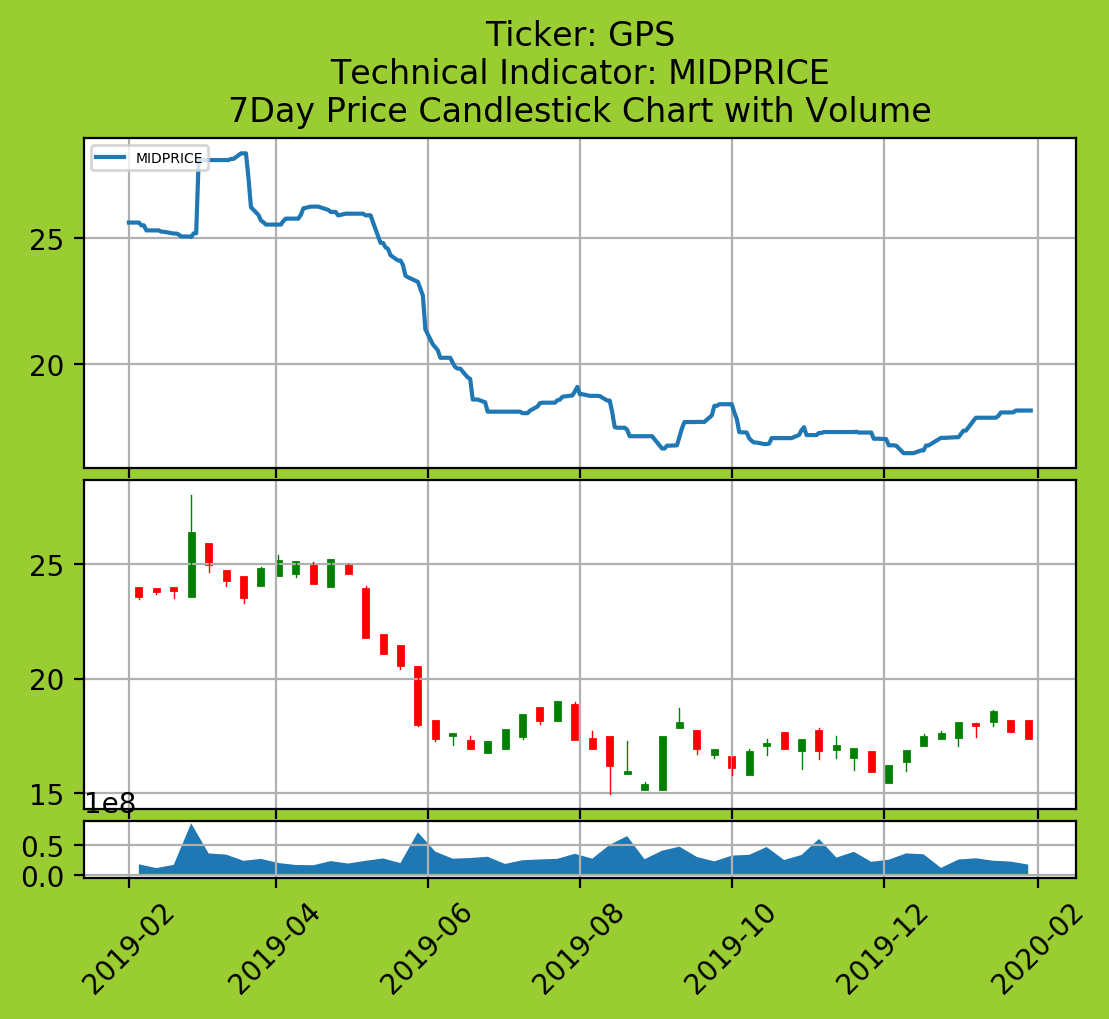 Ticker: GPS
Technical Indicator: MIDPRICE
7Day Price Candlestick Chart with Volume
MIDPRICE
25
20
25
20
15
1e8
0.5
0.0
2019-02
2019-04
2019-06
2019-08
2019-10
2019-12
2020-02